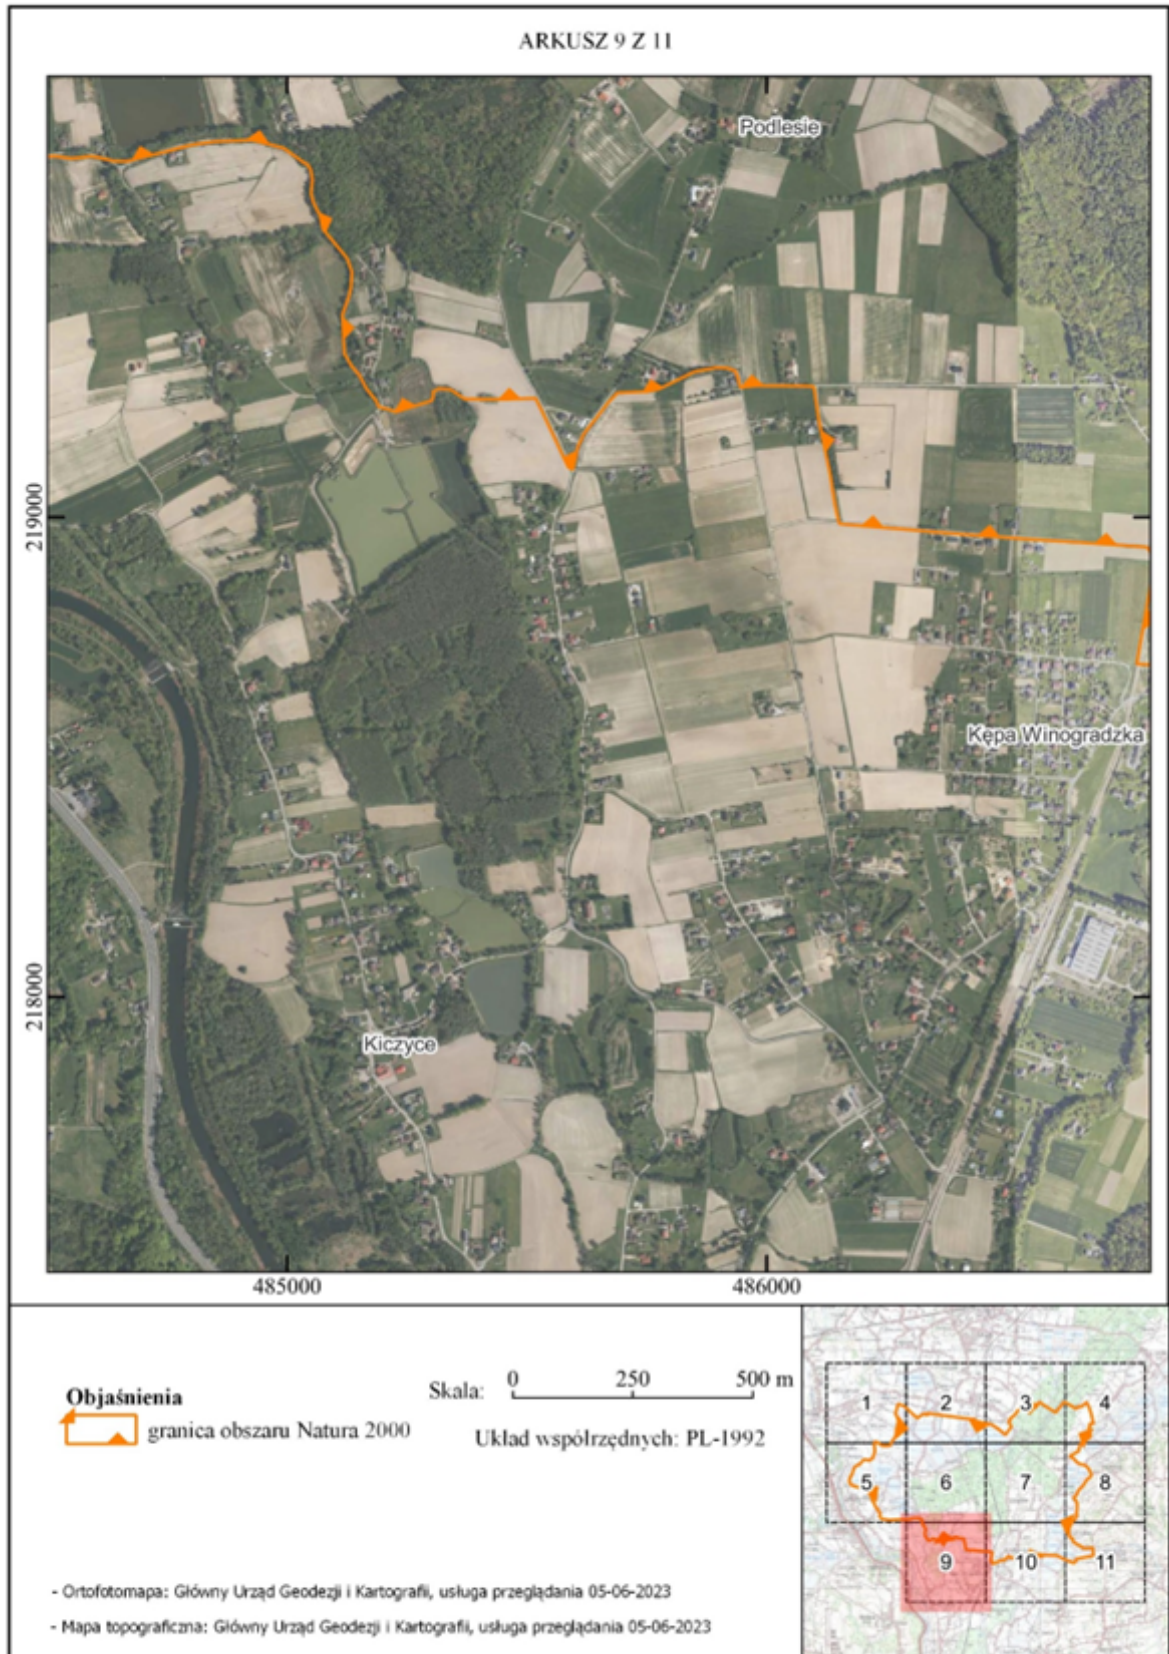 ARKUSZ 9 Z 11
Podlesie
219000
Kępa Winogradzka
218000
Kiczyce
485000
486000
Objaśnienia
granica obszaru Natura 2000
Skala:
0 250 500 m
Układ współrzędnych: PL-1992
1 2 3 4
5 6 7 8
9 10 11
- Ortofotomapa: Główny Urząd Geodezji i Kartografii, usługa przeglądania 05-06-2023
- Mapa topograficzna: Główny Urząd Geodezji i Kartografii, usługa przeglądania 05-06-2023